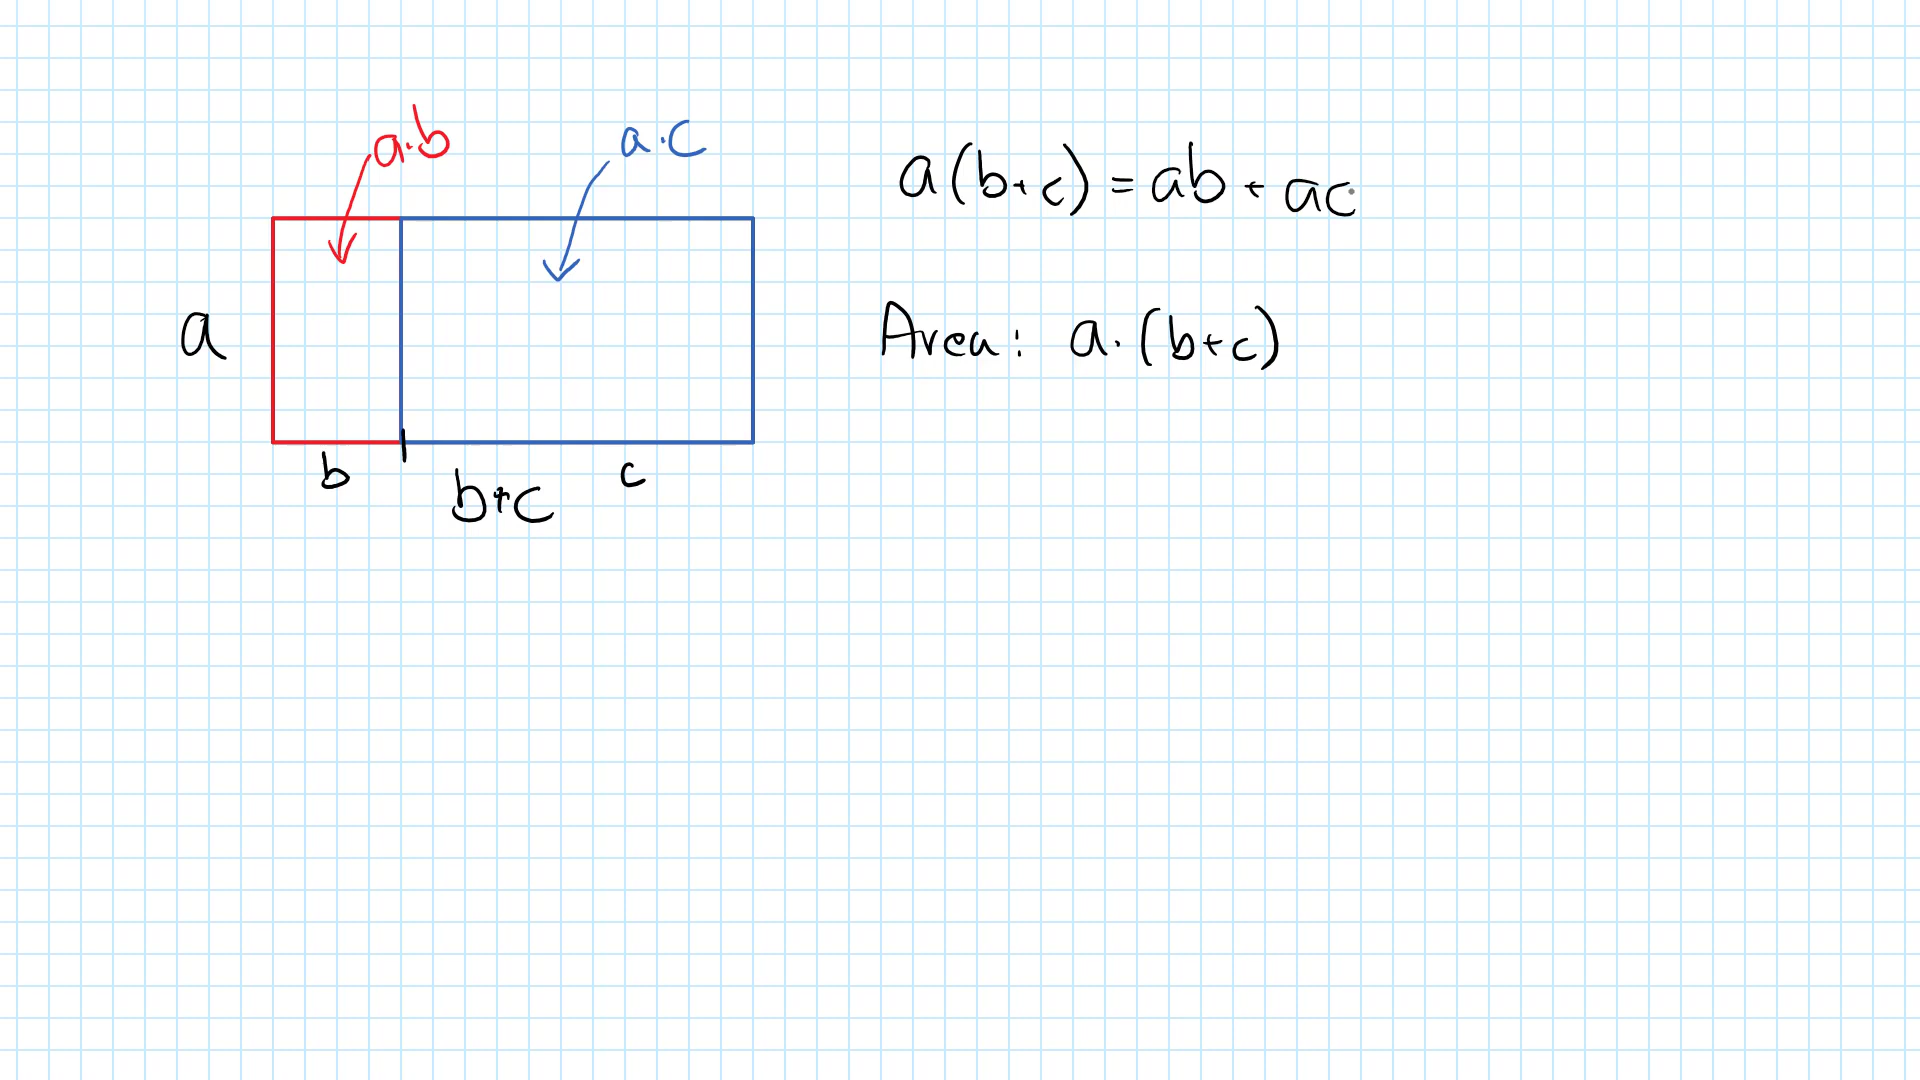 a·b
a·c
a(b+c) = ab + ac
Area: a·(b+c)
a
b
c
b+c